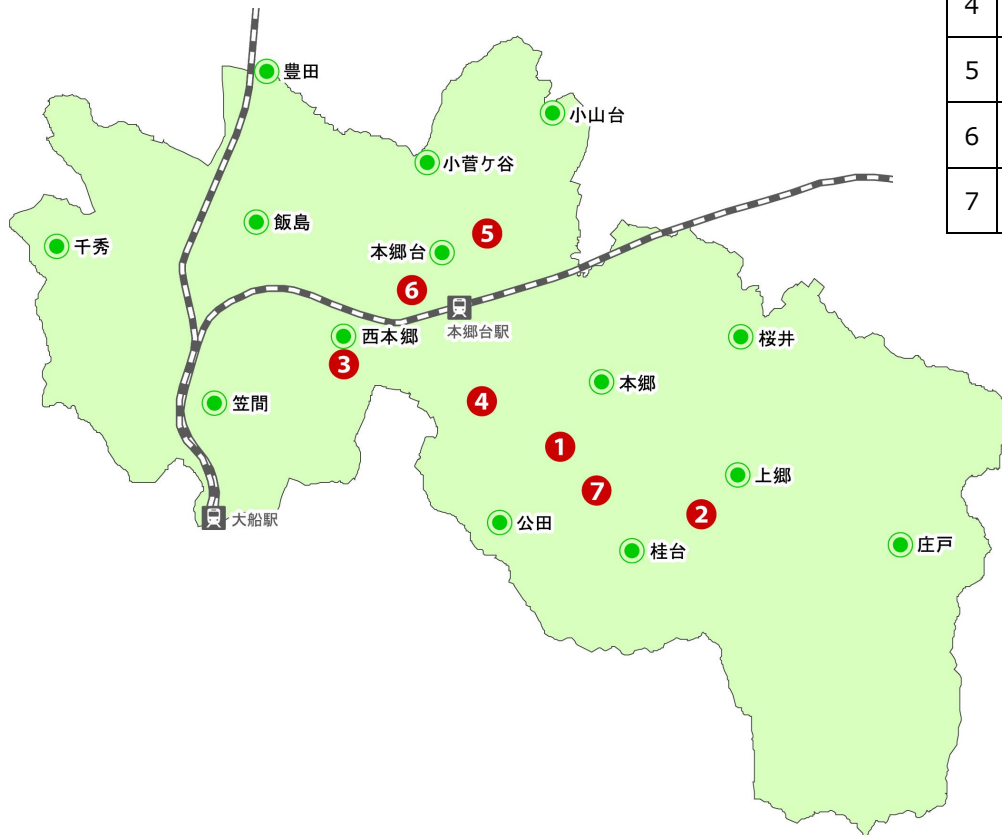 4
5
6
7
豊田
小山台
小菅ケ谷
飯島
5
千秀
本郷台
6
本郷台駅
西本郷
桜井
3
本郷
4
笠間
1
上郷
7
2
大船駅
公田
桂台
庄戸